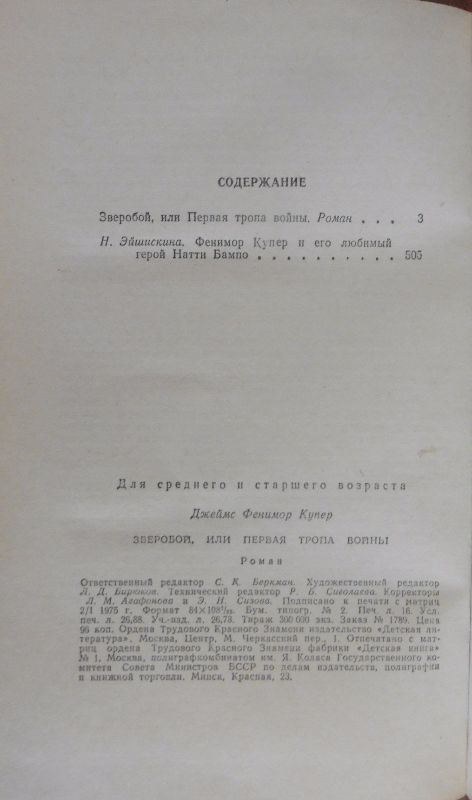 СОДЕРЖАНИЕ
Зверобой, или Первая тропа войны. Роман . . . 3
Н. Эйшискина. Фенимор Купер и его любимый
герой Натти Бампо . . . . . . . . . . 505
Для среднего и старшего возраста
Джеймс Фенимор Купер
ЗВЕРОБОЙ, ИЛИ ПЕРВАЯ ТРОПА ВОЙНЫ
Роман
Ответственный редактор С. К. Беркман. Художественный редактор
Л. Д. Бирюков. Технический редактор Р. Б. Сиволаева. Корректоры
Л. М. Агафонова и Э. Н. Сизова. Подписано к печати с матриц
2/I 1975 г. Формат 84×108¹/₃₂. Бум. типогр. № 2. Печ. л. 16. Усл.
печ. л. 26,88. Уч.-изд. л. 26,78. Тираж 300 000 экз. Заказ № 1789. Цена
96 коп. Ордена Трудового Красного Знамени издательство «Детская ли-
тература». Москва, Центр, М. Черкасский пер., 1. Отпечатано с мат-
риц ордена Трудового Красного Знамени фабрики «Детская книга»
№ 1, Москва, полиграфкомбинатом им. Я. Коласа Государственного ко-
митета Совета Министров БССР по делам издательств, полиграфии
и книжной торговли, Минск, Красная, 23.